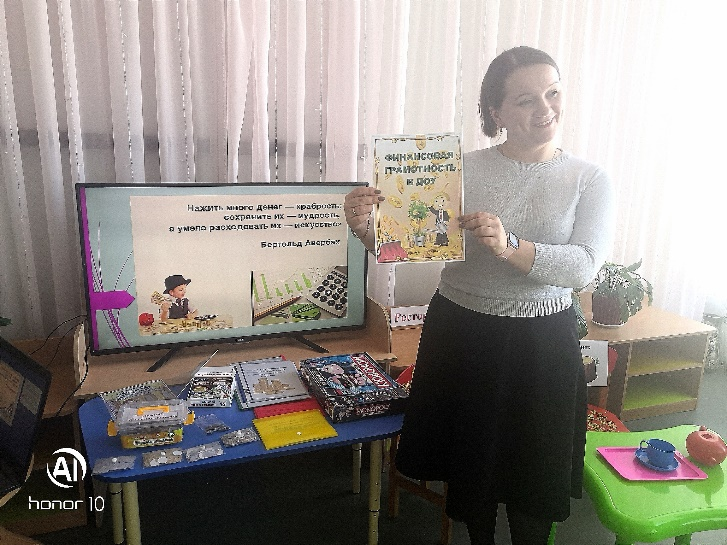 Нажить много денег — храбрость,
сохранить их — мудрость,
а умело расходовать их — искусство»
Бертольд Авербах
ФИНАНСОВАЯ
ГРАМОТНОСТЬ
В ДОУ
AI
honor 10